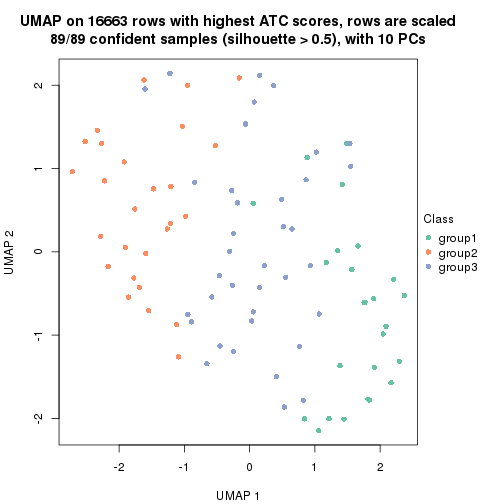 UMAP on 16663 rows with highest ATC scores, rows are scaled
89/89 confident samples (silhouette > 0.5), with 10 PCs
2
1
0
-1
-2
UMAP 2
-2
-1
0
1
2
UMAP 1
Class
group1
group2
group3